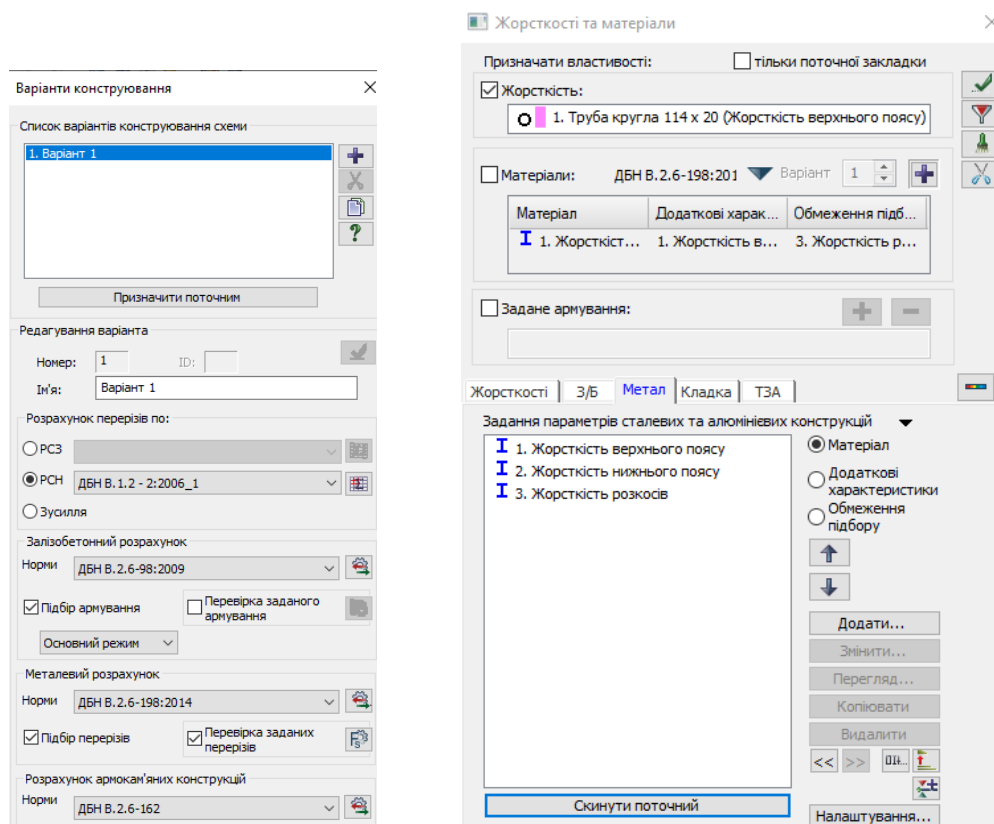 Варіанти конструювання
Список варіантів конструювання схеми
1. Варіант 1
?
Призначити поточним
Редагування варіанта
Номер: 1 ID:
Ім'я: Варіант 1
Розрахунок перерізів по:
РСЗ
РСН ДБН В.1.2 - 2:2006_1
Зусилля
Залізобетонний розрахунок
Норми ДБН В.2.6-98:2009
Підбір армування
Перевірка заданого
армування
Основний режим
Металевий розрахунок
Норми ДБН В.2.6-198:2014
Підбір перерізів
Перевірка заданих
перерізів
Розрахунок армокам'яних конструкцій
Норми ДБН В.2.6-162
Жорсткості та матеріали
Призначати властивості: тільки поточної закладки
Жорсткість:
1. Труба кругла 114 x 20 (Жорсткість верхнього поясу)
Матеріали: ДБН В.2.6-198:201 Варіант 1
Матеріал Додаткові харак... Обмеження підб...
1. Жорсткіст... 1. Жорсткість в... 3. Жорсткість р...
Задане армування:
Жорсткості З/Б Метал Кладка ТЗА
Задання параметрів сталевих та алюмінієвих конструкцій
1. Жорсткість верхнього поясу
2. Жорсткість нижнього поясу
3. Жорсткість розкосів
Матеріал
Додаткові
характеристики
Обмеження
підбору
Додати...
Змінити...
Перегляд...
Копіювати
Видалити
<< >>
Скинути поточний
Налаштування...